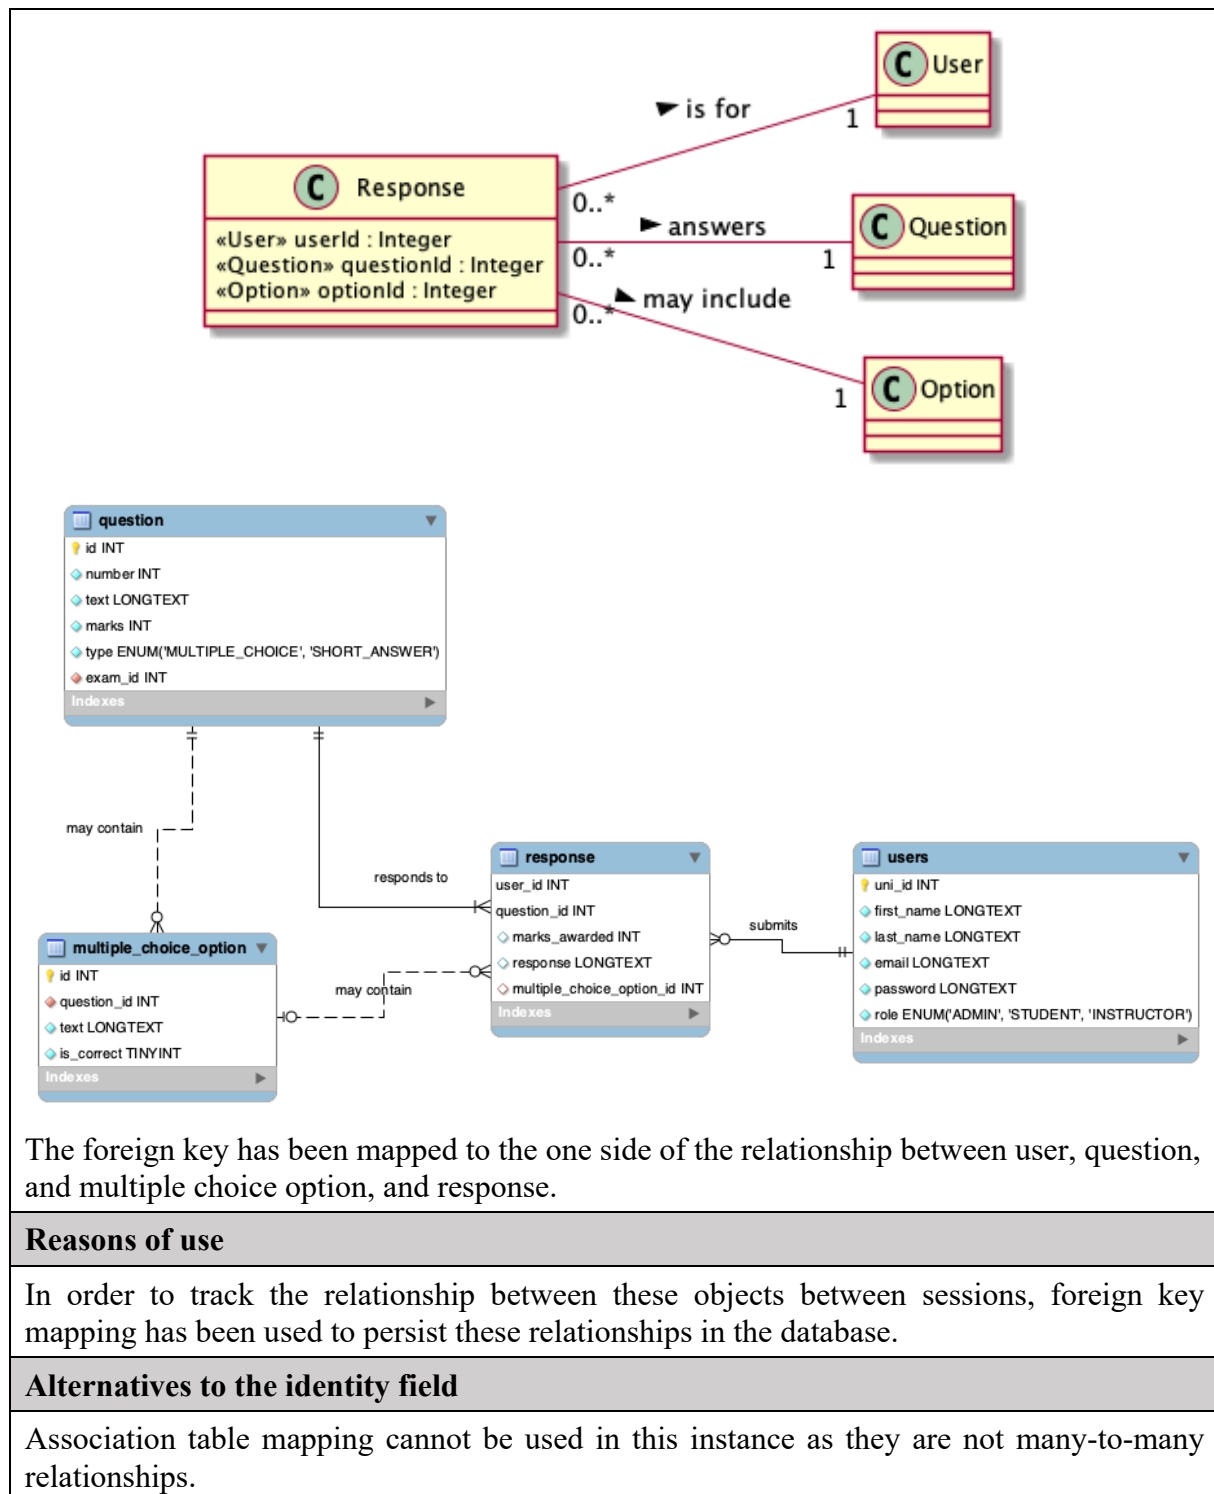 C User
► is for
1
C Response
0..*
«User» userId : Integer
«Question» questionId : Integer
«Option» optionId : Integer
► answers
0..*
1
C Question
► may include
0..*
1
C Option
question
id INT
number INT
text LONGTEXT
marks INT
type ENUM('MULTIPLE_CHOICE', 'SHORT_ANSWER')
exam_id INT
Indexes
may contain
responds to
response
user_id INT
question_id INT
marks_awarded INT
response LONGTEXT
multiple_choice_option_id INT
Indexes
submits
users
uni_id INT
first_name LONGTEXT
last_name LONGTEXT
email LONGTEXT
password LONGTEXT
role ENUM('ADMIN', 'STUDENT', 'INSTRUCTOR')
Indexes
multiple_choice_option
id INT
question_id INT
text LONGTEXT
is_correct TINYINT
Indexes
may contain
The foreign key has been mapped to the one side of the relationship between user, question,
and multiple choice option, and response.
Reasons of use
In order to track the relationship between these objects between sessions, foreign key
mapping has been used to persist these relationships in the database.
Alternatives to the identity field
Association table mapping cannot be used in this instance as they are not many-to-many
relationships.